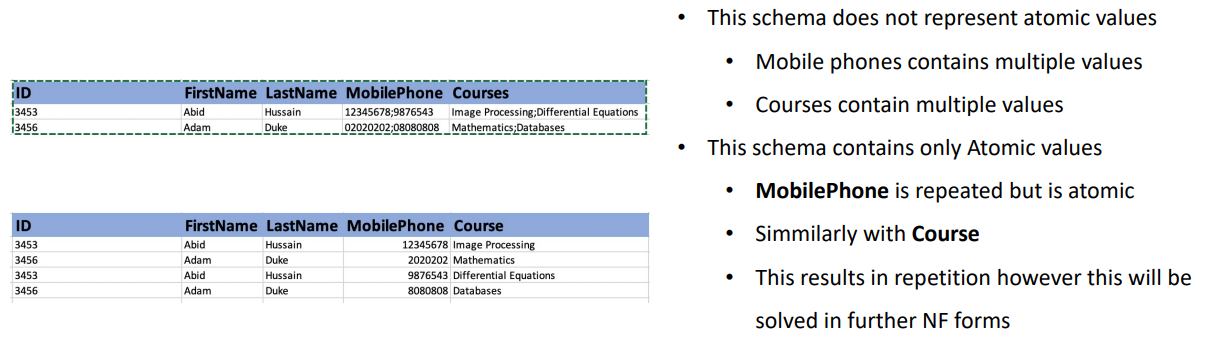 ID FirstName LastName MobilePhone Courses
3453 Abid Hussain 12345678;9876543 Image Processing;Differential Equations
3456 Adam Duke 02020202;08080808 Mathematics;Databases
ID FirstName LastName MobilePhone Course
3453 Abid Hussain 12345678 Image Processing
3456 Adam Duke 2020202 Mathematics
3453 Abid Hussain 9876543 Differential Equations
3456 Adam Duke 8080808 Databases
• This schema does not represent atomic values
• Mobile phones contains multiple values
• Courses contain multiple values
• This schema contains only Atomic values
• MobilePhone is repeated but is atomic
• Simmilarly with Course
• This results in repetition however this will be
solved in further NF forms